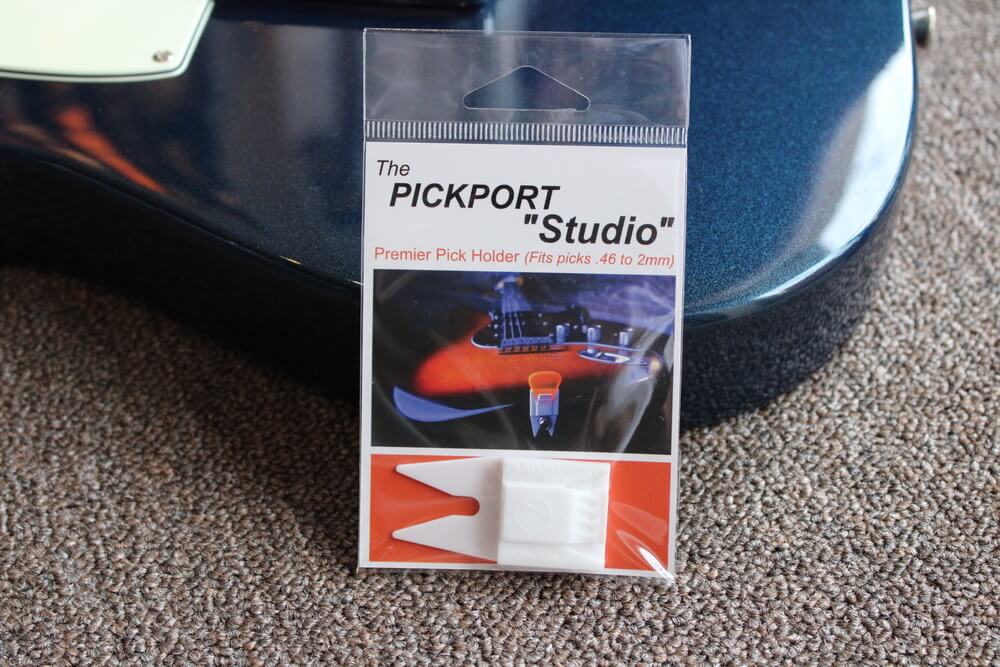 The
PICKPORT
"Studio"
Premier Pick Holder (Fits picks .46 to 2mm)